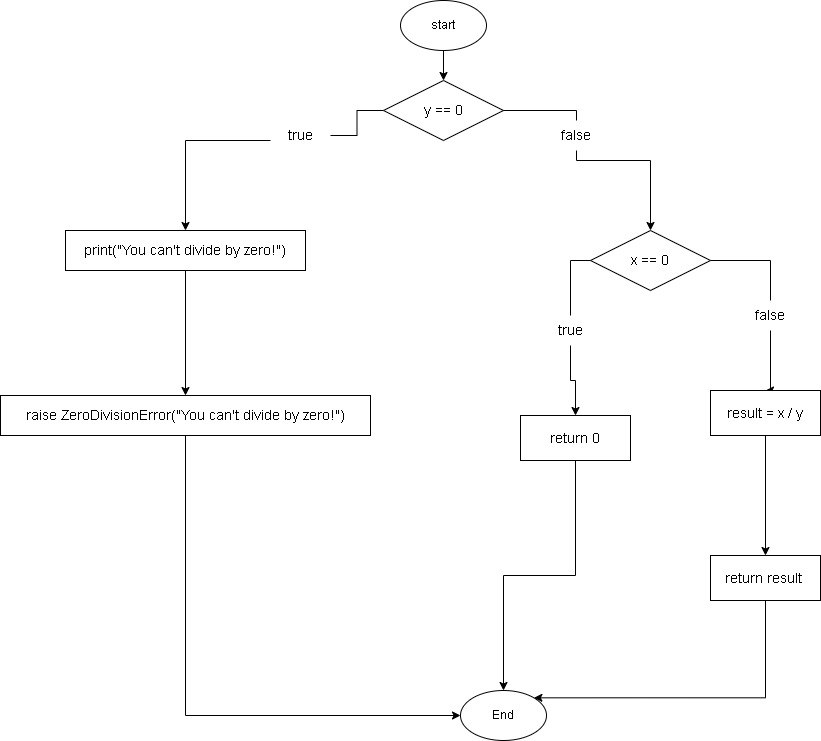 start
y == 0
true
false
print("You can't divide by zero!")
x == 0
true
false
raise ZeroDivisionError("You can't divide by zero!")
return 0
result = x / y
return result
End